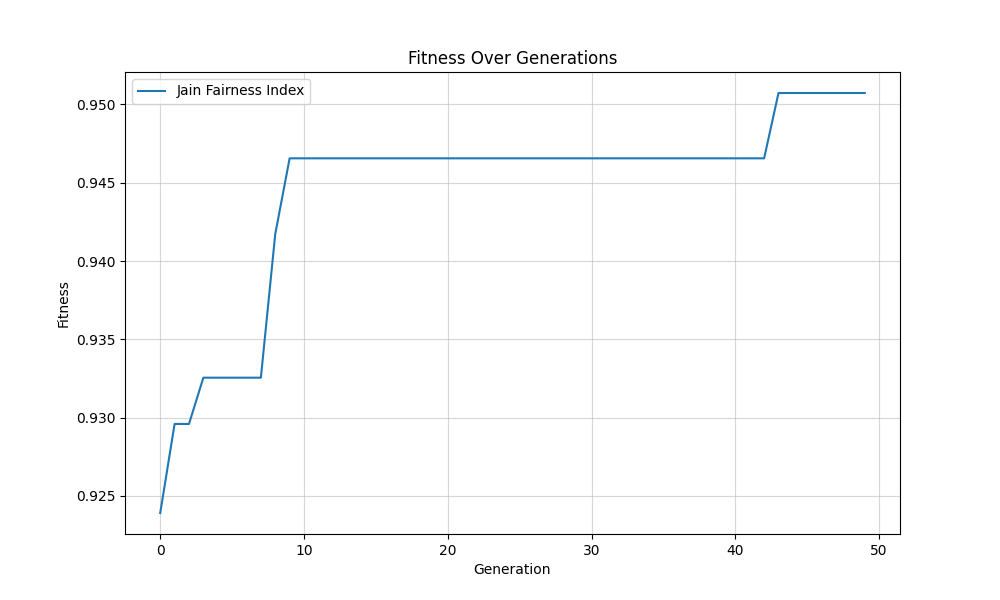 Fitness Over Generations
Jain Fairness Index
0.950
0.945
0.940
0.935
0.930
0.925
Fitness
0 10 20 30 40 50
Generation